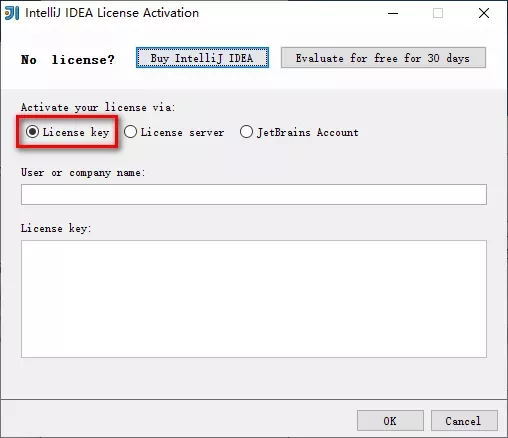 IntelliJ IDEA License Activation
No license? Buy IntelliJ IDEA Evaluate for free for 30 days
Activate your license via:
License key License server JetBrains Account
User or company name:
License key:
OK Cancel